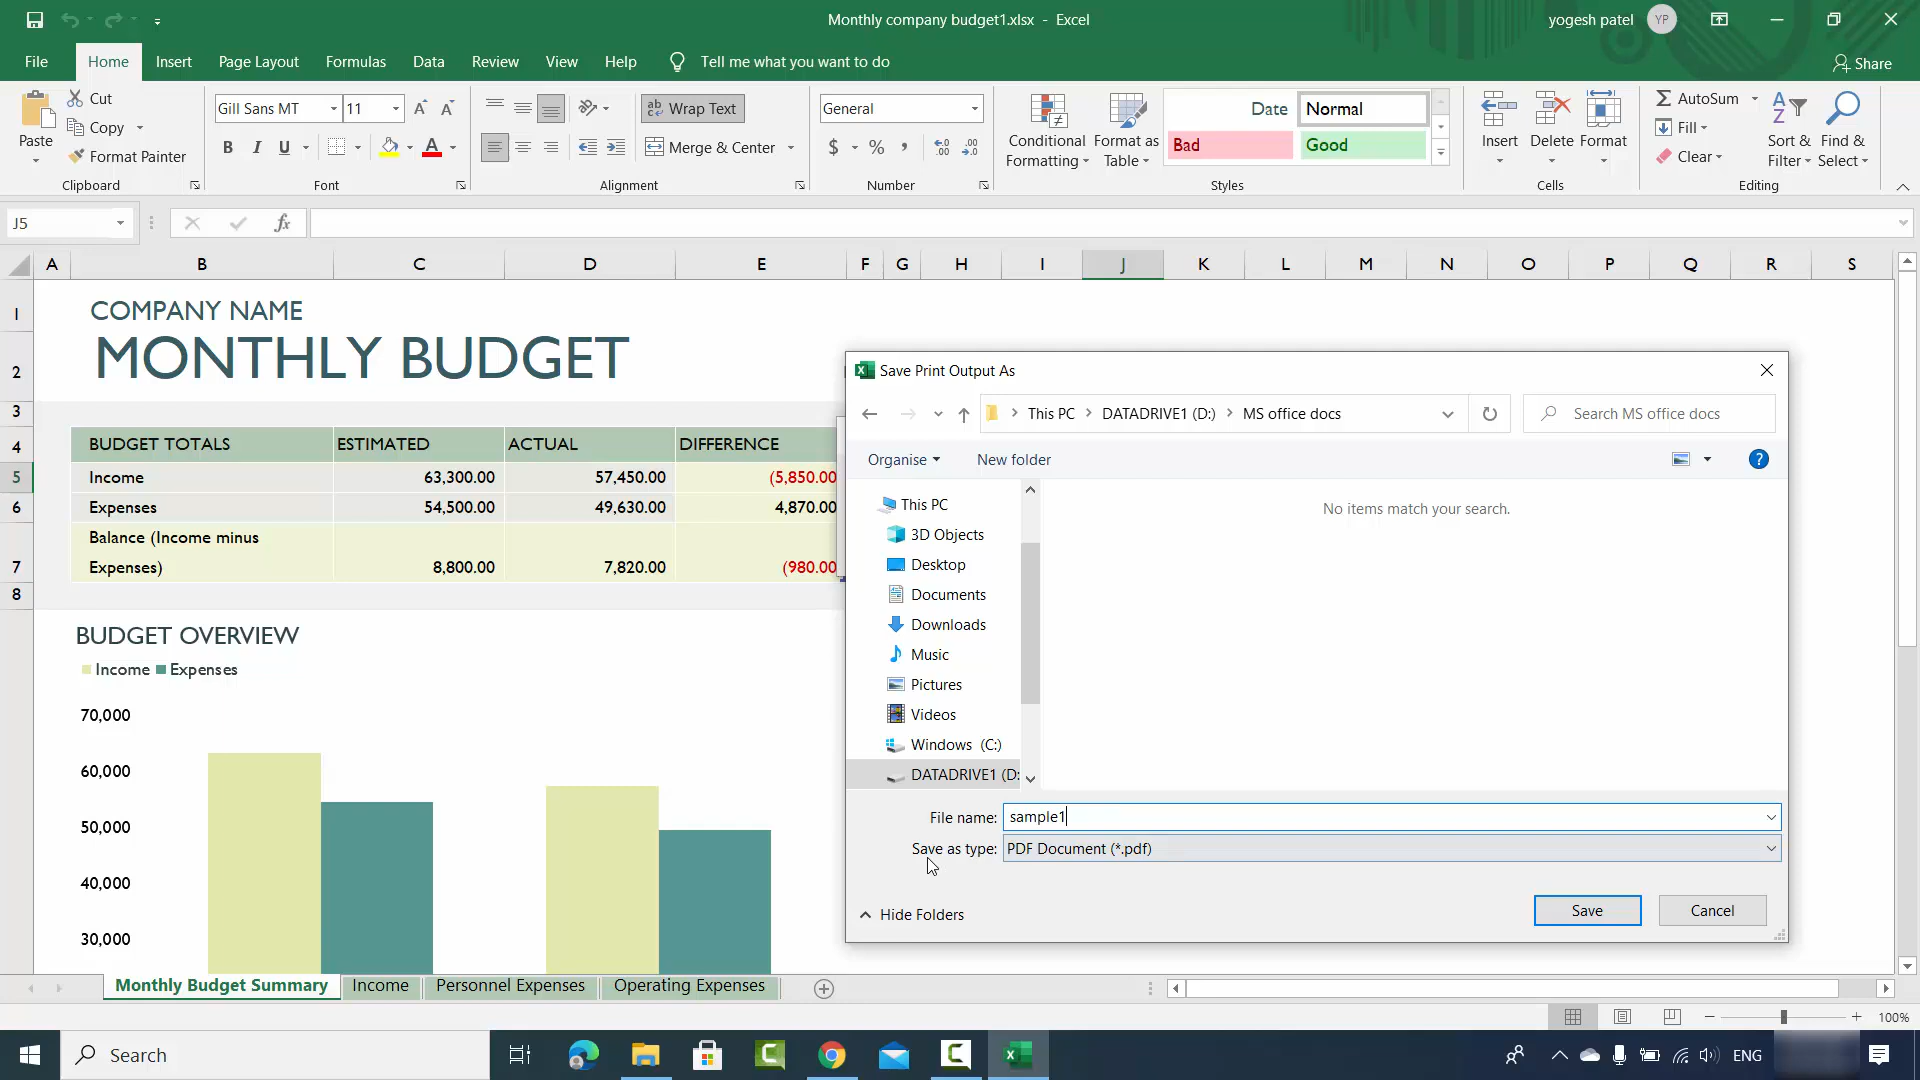 Monthly company budget1.xlsx - Excel
yogesh patel YP
File Home Insert Page Layout Formulas Data Review View Help Tell me what you want to do Share
Paste
Cut
Copy
Format Painter
Clipboard
Gill Sans MT 11
B I U
Font
Wrap Text
Merge & Center
Alignment
General
$ % ,
Number
Conditional
Formatting
Format as
Table
Date Normal
Bad Good
Styles
Insert Delete Format
Cells
AutoSum
Fill
Clear
Sort &
Filter
Find &
Select
Editing
J5 fx
A B C D E F G H I J K L M N O P Q R S
1 COMPANY NAME
2 MONTHLY BUDGET
3
4 BUDGET TOTALS ESTIMATED ACTUAL DIFFERENCE
5 Income 63,300.00 57,450.00 (5,850.00
6 Expenses 54,500.00 49,630.00 4,870.00
Balance (Income minus
7 Expenses) 8,800.00 7,820.00 (980.00
8
BUDGET OVERVIEW
Income Expenses
70,000
60,000
50,000
40,000
30,000
Save Print Output As
This PC DATADRIVE1 (D:) MS office docs Search MS office docs
Organise New folder ?
This PC
3D Objects
Desktop
Documents
Downloads
Music
Pictures
Videos
Windows (C:)
DATADRIVE1 (D:
No items match your search.
File name: sample1
Save as type: PDF Document (*.pdf)
Hide Folders Save Cancel
Monthly Budget Summary Income Personnel Expenses Operating Expenses
100%
Search ENG